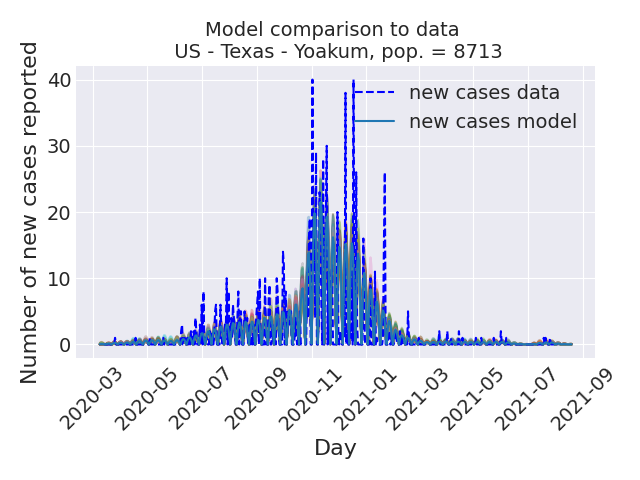 Model comparison to data
US - Texas - Yoakum, pop. = 8713
Number of new cases reported
40
30
20
10
0
new cases data
new cases model
2020-03
2020-05
2020-07
2020-09
2020-11
2021-01
2021-03
2021-05
2021-07
2021-09
Day